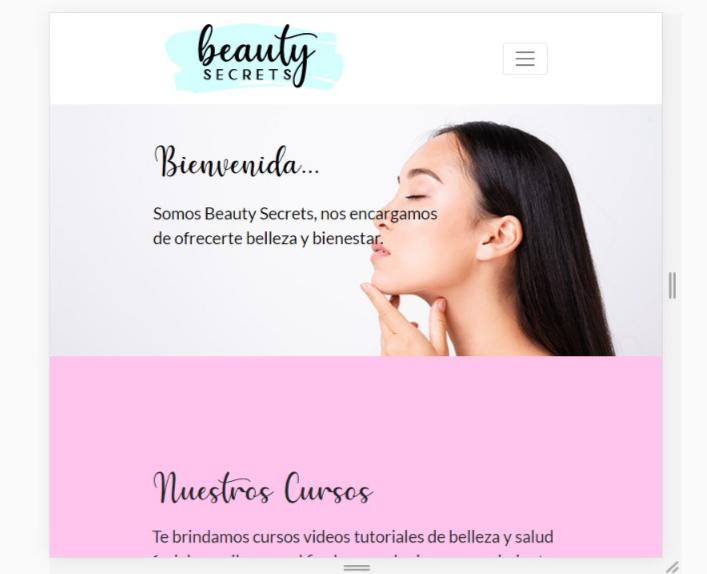 beauty
SECRETS
Bienvenida...
Somos Beauty Secrets, nos encargamos
de ofrecerte belleza y bienestar.
Nuestros Cursos
Te brindamos cursos videos tutoriales de belleza y salud